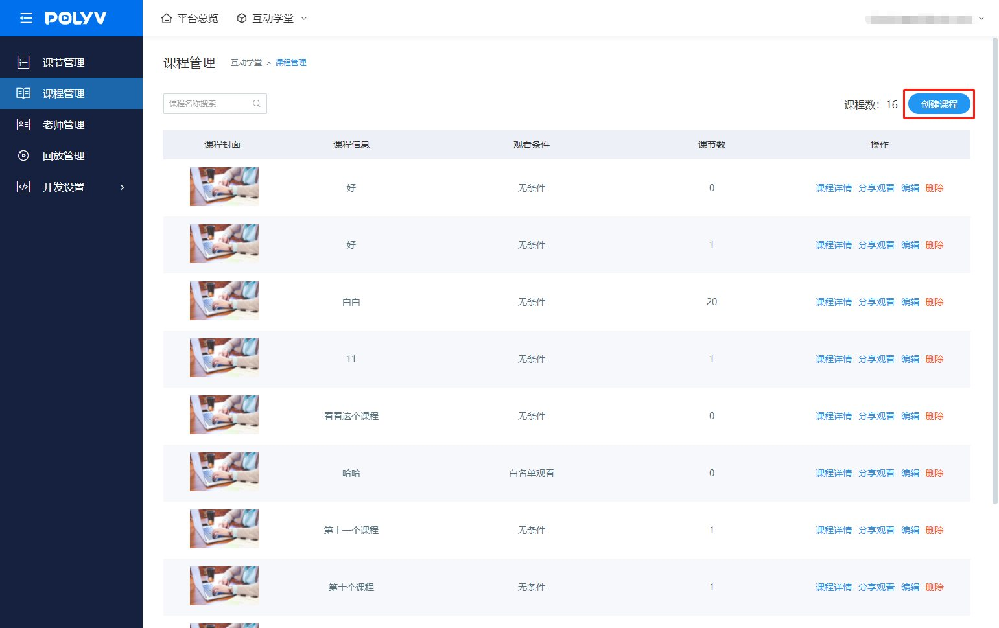 POLYV
平台总览 互动学堂
课节管理
课程管理
老师管理
回放管理
开发设置
课程管理 互动学堂 > 课程管理
课程名称搜索
课程数：16 创建课程
课程封面 课程信息 观看条件 课节数 操作
好 无条件 0 课程详情 分享观看 编辑 删除
好 无条件 1 课程详情 分享观看 编辑 删除
白白 无条件 20 课程详情 分享观看 编辑 删除
11 无条件 1 课程详情 分享观看 编辑 删除
看看这个课程 无条件 0 课程详情 分享观看 编辑 删除
哈哈 白名单观看 0 课程详情 分享观看 编辑 删除
第十一个课程 无条件 1 课程详情 分享观看 编辑 删除
第十个课程 无条件 1 课程详情 分享观看 编辑 删除